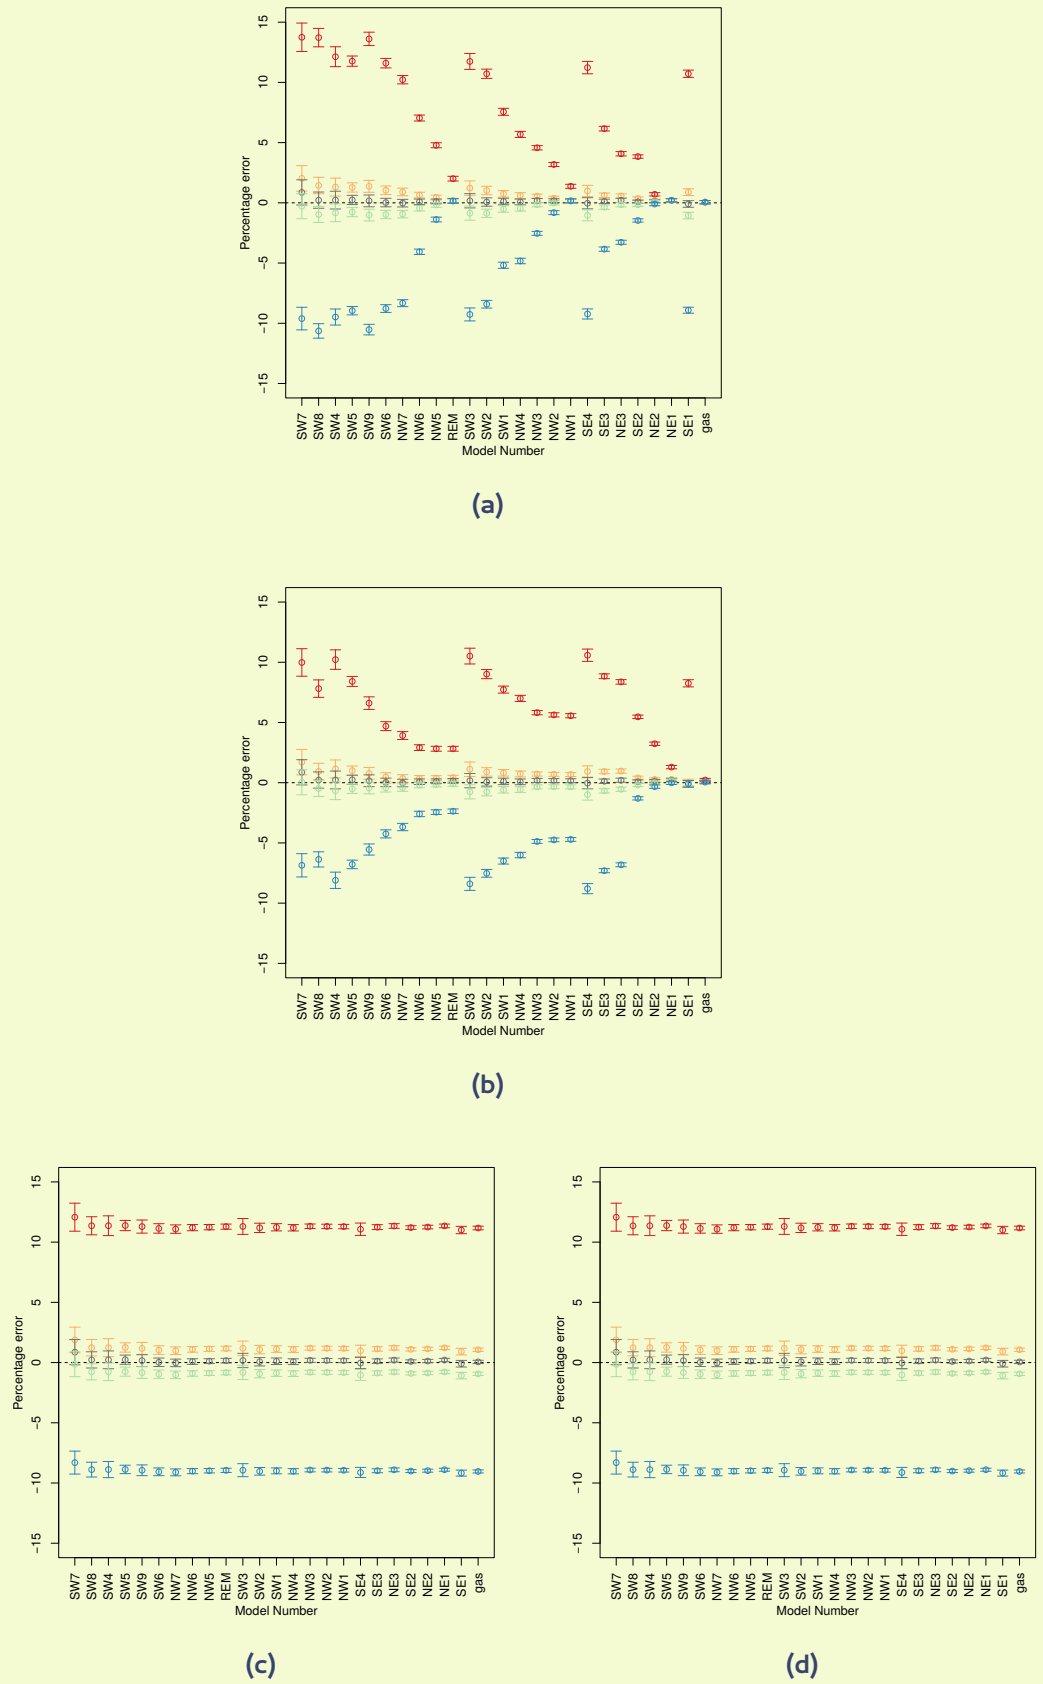 15
10
5
0
−5
−10
−15
Percentage error
SW7
SW8
SW4
SW5
SW9
SW6
NW7
NW6
NW5
REM
SW3
SW2
SW1
NW4
NW3
NW2
NW1
SE4
SE3
NE3
SE2
NE2
NE1
SE1
gas
Model Number
(a)
15
10
5
0
−5
−10
−15
Percentage error
SW7
SW8
SW4
SW5
SW9
SW6
NW7
NW6
NW5
REM
SW3
SW2
SW1
NW4
NW3
NW2
NW1
SE4
SE3
NE3
SE2
NE2
NE1
SE1
gas
Model Number
(b)
15
10
5
0
−5
−10
−15
Percentage error
SW7
SW8
SW4
SW5
SW9
SW6
NW7
NW6
NW5
REM
SW3
SW2
SW1
NW4
NW3
NW2
NW1
SE4
SE3
NE3
SE2
NE2
NE1
SE1
gas
Model Number
(c)
15
10
5
0
−5
−10
−15
Percentage error
SW7
SW8
SW4
SW5
SW9
SW6
NW7
NW6
NW5
REM
SW3
SW2
SW1
NW4
NW3
NW2
NW1
SE4
SE3
NE3
SE2
NE2
NE1
SE1
gas
Model Number
(d)